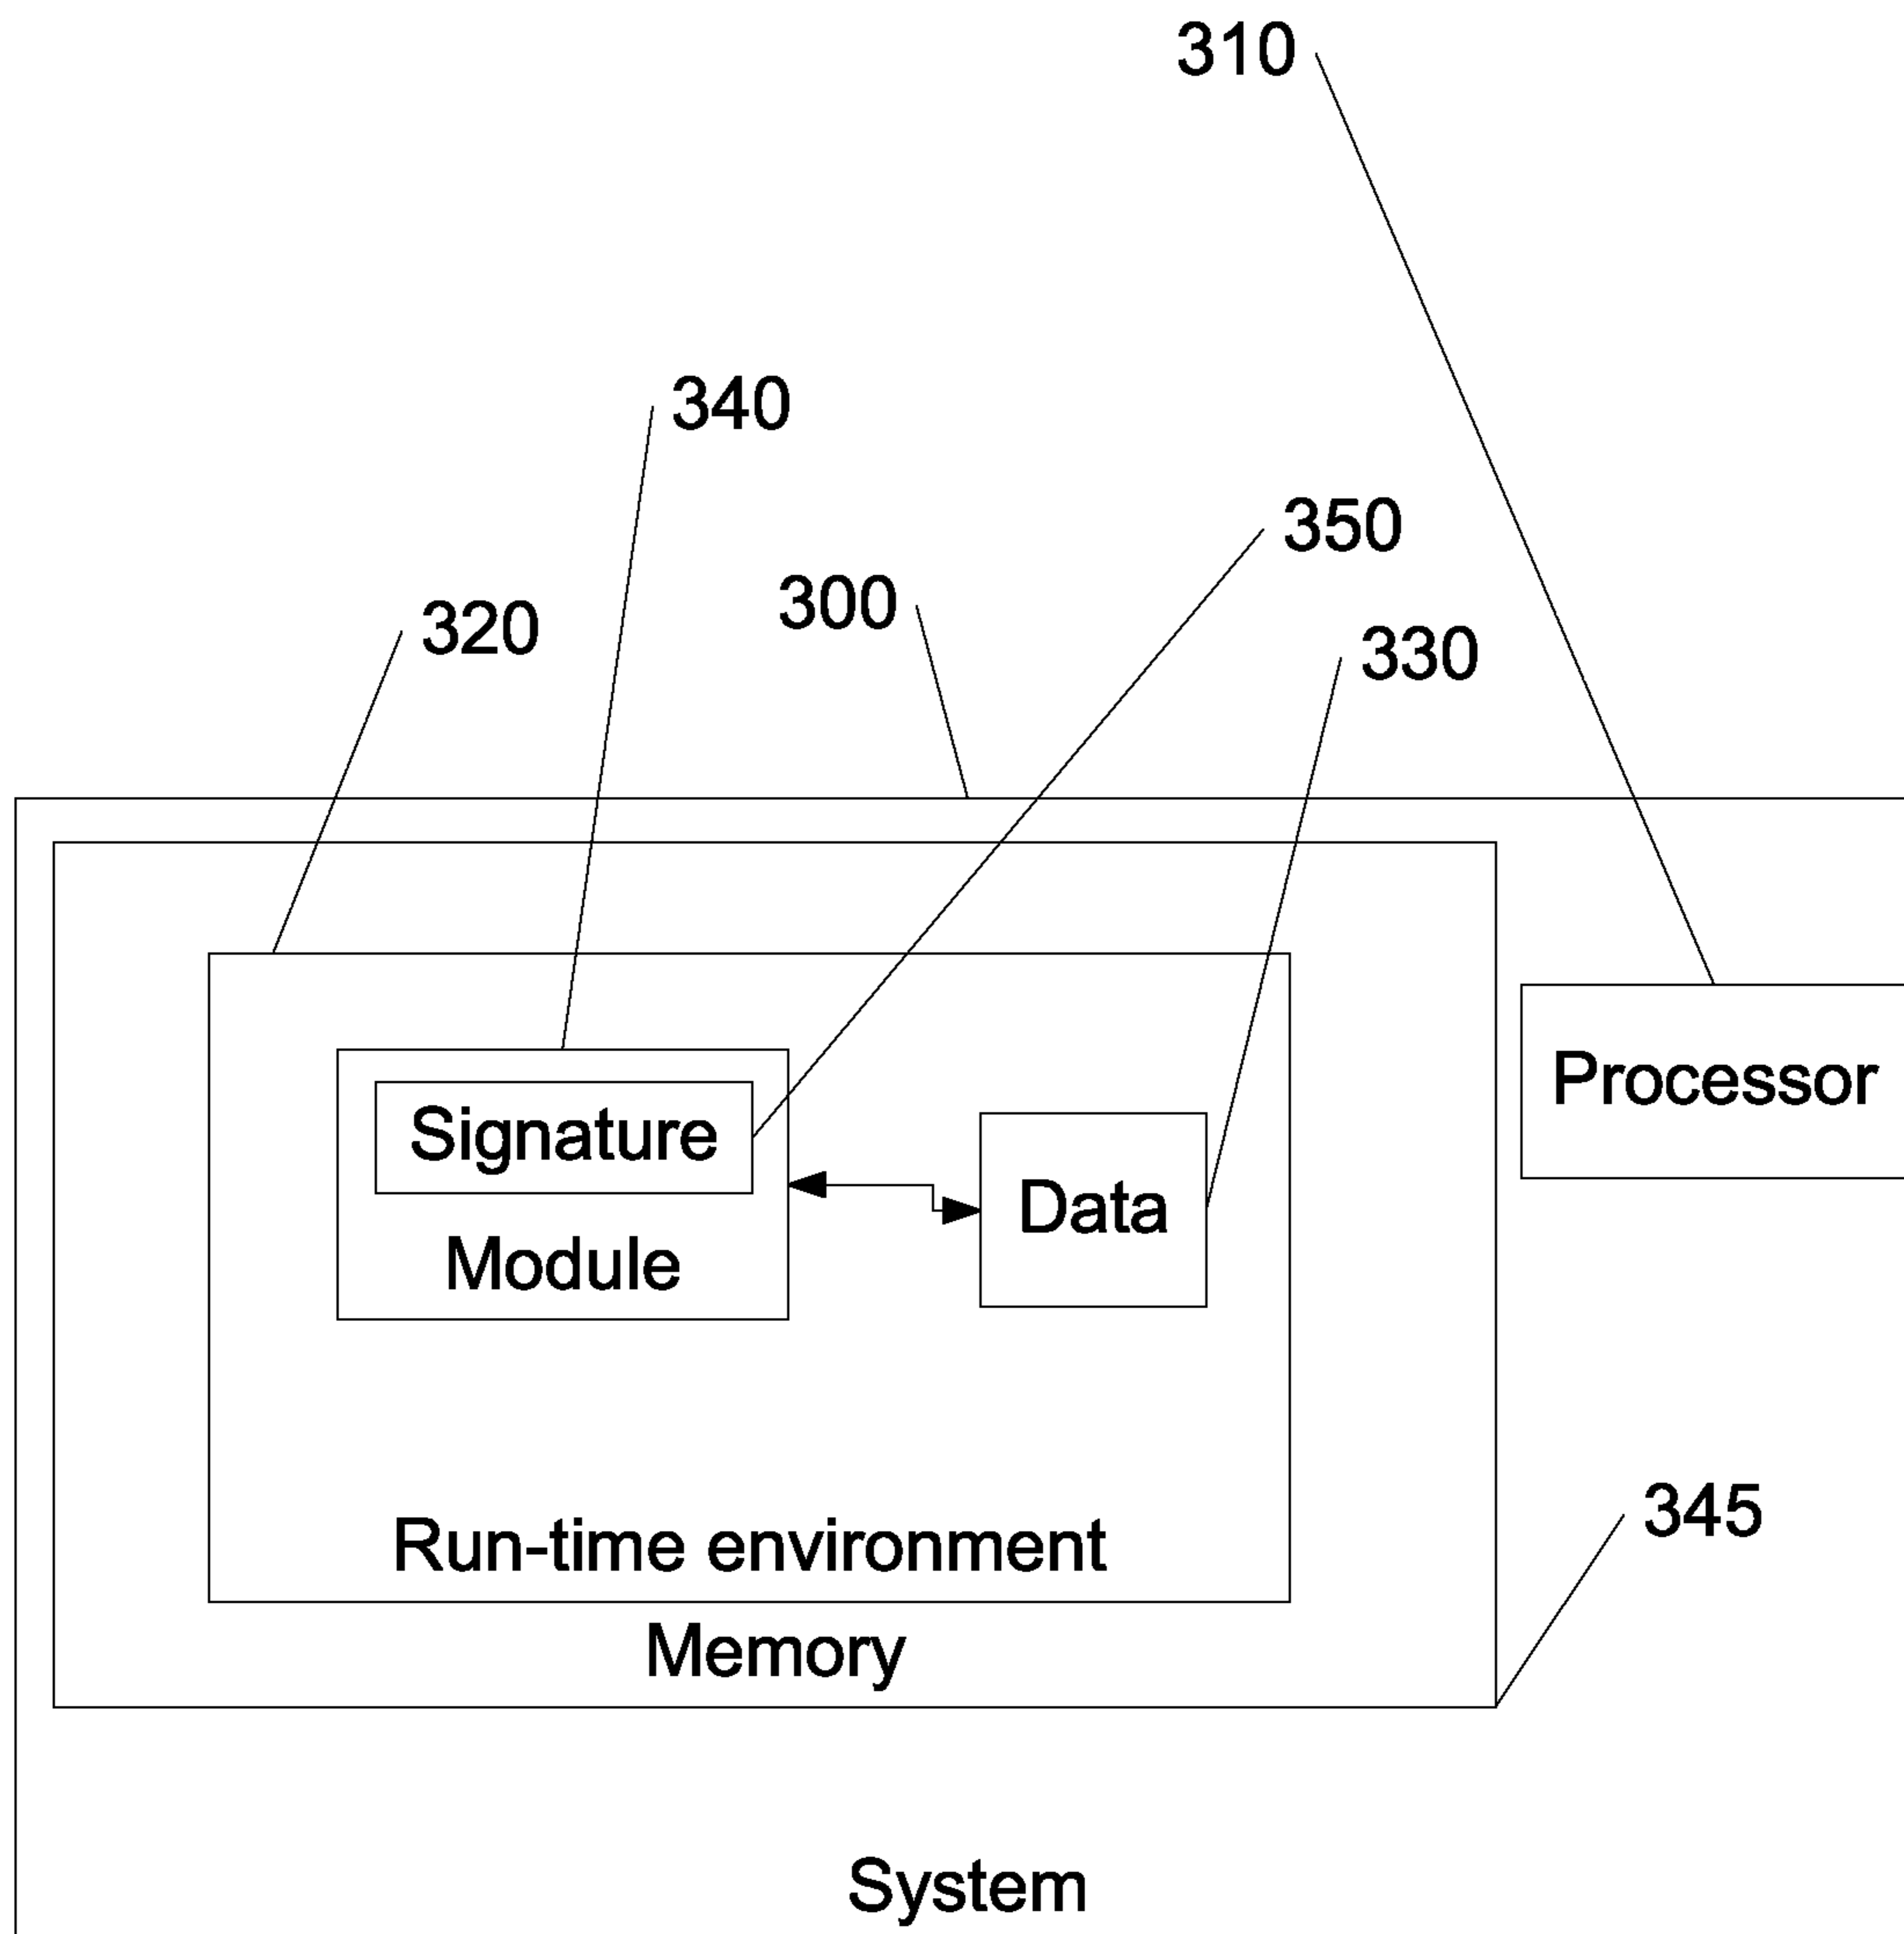 310
340
350
300
320
330
Processor
Signature
Data
Module
345
Run-time environment
Memory
System